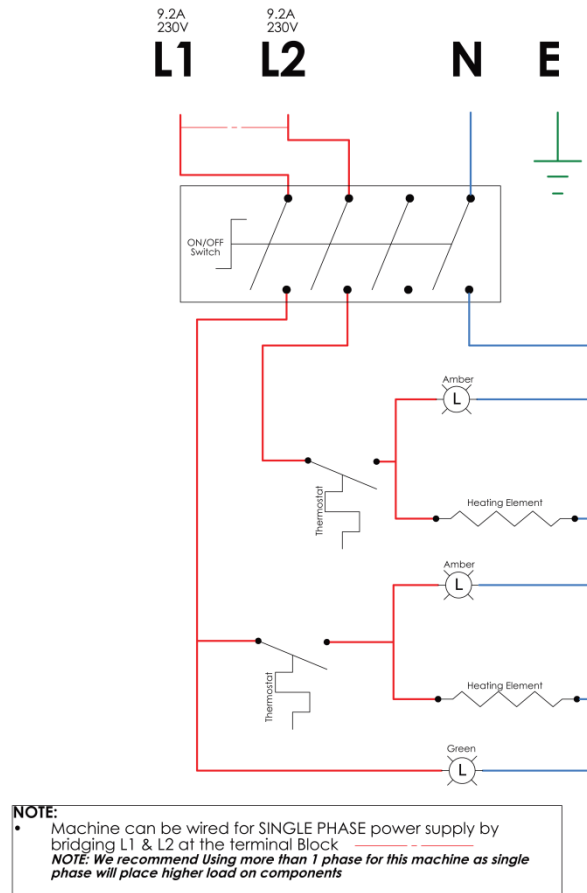 9.2A 9.2A
230V 230V
L1 L2 N E
ON/OFF
Switch
Amber
L
Thermostat
Heating Element
Amber
L
Thermostat
Heating Element
Green
L
NOTE:
• Machine can be wired for SINGLE PHASE power supply by
bridging L1 & L2 at the terminal Block
NOTE: We recommend Using more than 1 phase for this machine as single
phase will place higher load on components